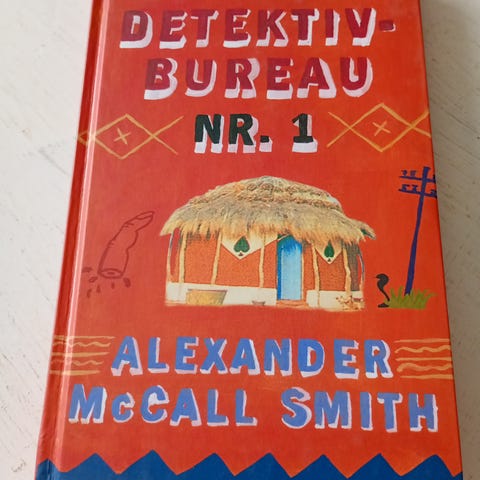 DETEKTIV-
BUREAU
NR. 1
ALEXANDER
McCALL SMITH